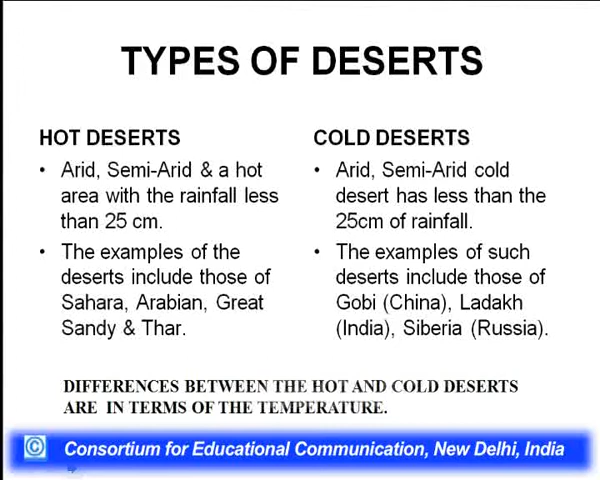 TYPES OF DESERTS
HOT DESERTS
• Arid, Semi-Arid & a hot
area with the rainfall less
than 25 cm.
• The examples of the
deserts include those of
Sahara, Arabian, Great
Sandy & Thar.
COLD DESERTS
• Arid, Semi-Arid cold
desert has less than the
25cm of rainfall.
• The examples of such
deserts include those of
Gobi (China), Ladakh
(India), Siberia (Russia).
DIFFERENCES BETWEEN THE HOT AND COLD DESERTS
ARE IN TERMS OF THE TEMPERATURE.
© Consortium for Educational Communication, New Delhi, India